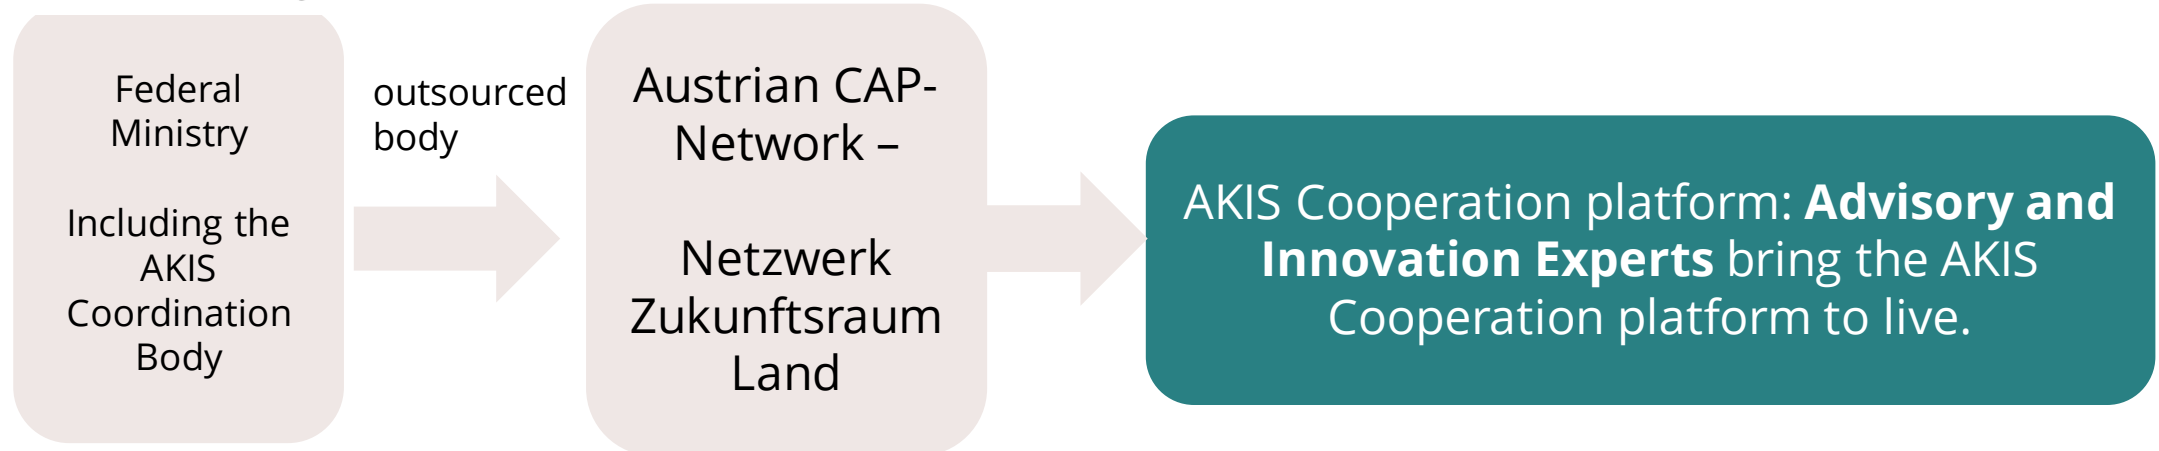 Federal
Ministry
Including the
AKIS
Coordination
Body
outsourced
body
Austrian CAP-
Network –
Netzwerk
Zukunftsraum
Land
AKIS Cooperation platform: Advisory and
Innovation Experts bring the AKIS
Cooperation platform to live.